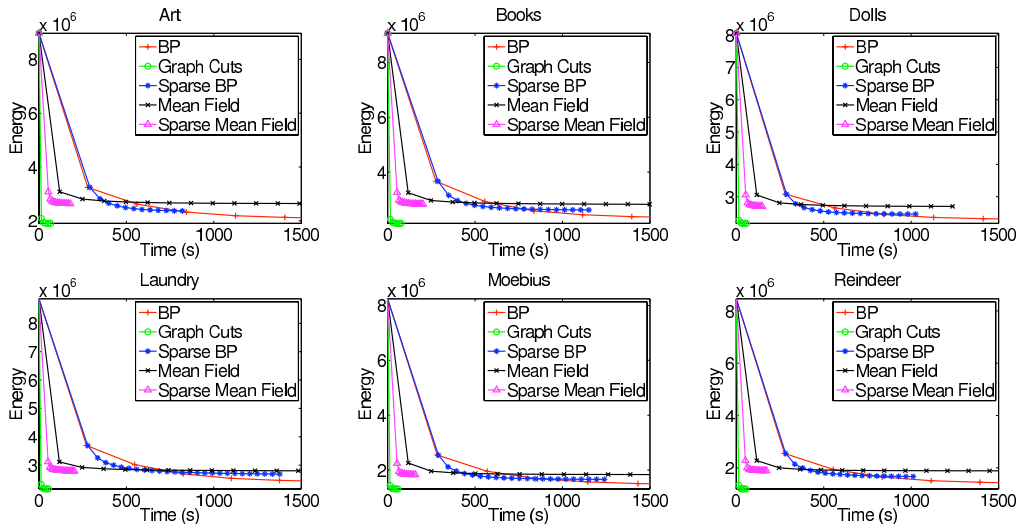 Art
x 10^6
Energy
8
6
4
2
BP
Graph Cuts
Sparse BP
Mean Field
Sparse Mean Field
0 500 1000 1500
Time (s)
Books
x 10^6
Energy
8
6
4
BP
Graph Cuts
Sparse BP
Mean Field
Sparse Mean Field
0 500 1000 1500
Time (s)
Dolls
x 10^6
Energy
8
7
6
5
4
3
BP
Graph Cuts
Sparse BP
Mean Field
Sparse Mean Field
0 500 1000 1500
Time (s)
Laundry
x 10^6
Energy
8
7
6
5
4
3
BP
Graph Cuts
Sparse BP
Mean Field
Sparse Mean Field
0 500 1000 1500
Time (s)
Moebius
x 10^6
Energy
8
6
4
2
BP
Graph Cuts
Sparse BP
Mean Field
Sparse Mean Field
0 500 1000 1500
Time (s)
Reindeer
x 10^6
Energy
8
6
4
2
BP
Graph Cuts
Sparse BP
Mean Field
Sparse Mean Field
0 500 1000 1500
Time (s)